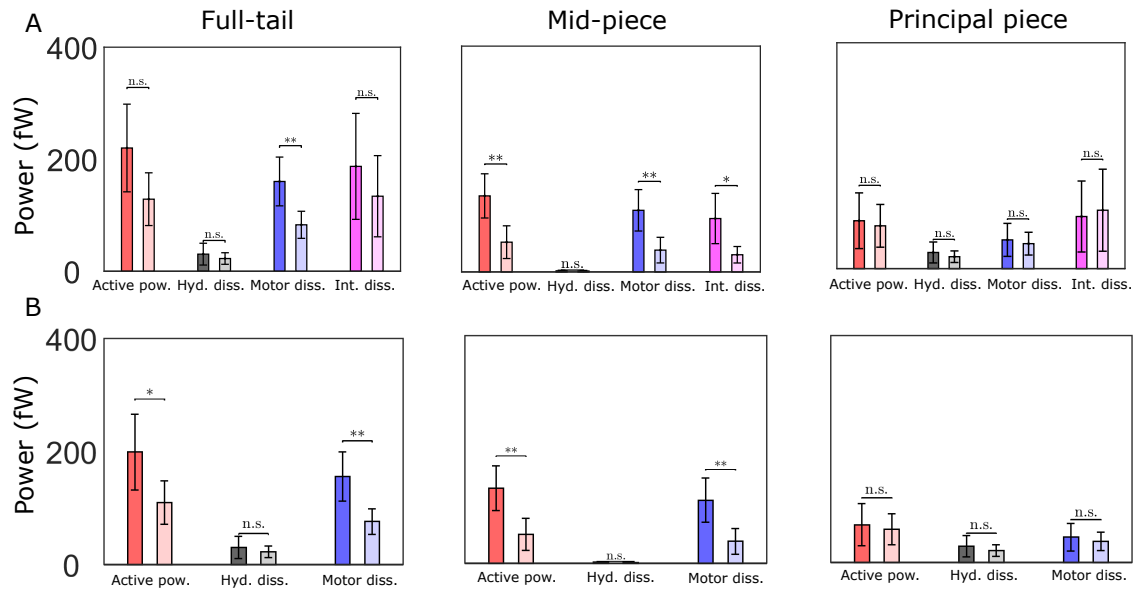 A
Full-tail
Mid-piece
Principal piece
Power (fW)
400
200
0
n.s.
n.s.
**
n.s.
Active pow. Hyd. diss. Motor diss. Int. diss.
**
n.s.
**
*
Active pow. Hyd. diss. Motor diss. Int. diss.
n.s.
n.s.
n.s.
n.s.
Active pow. Hyd. diss. Motor diss. Int. diss.
B
Power (fW)
400
200
0
*
n.s.
**
Active pow. Hyd. diss. Motor diss.
**
n.s.
**
Active pow. Hyd. diss. Motor diss.
n.s.
n.s.
n.s.
Active pow. Hyd. diss. Motor diss.